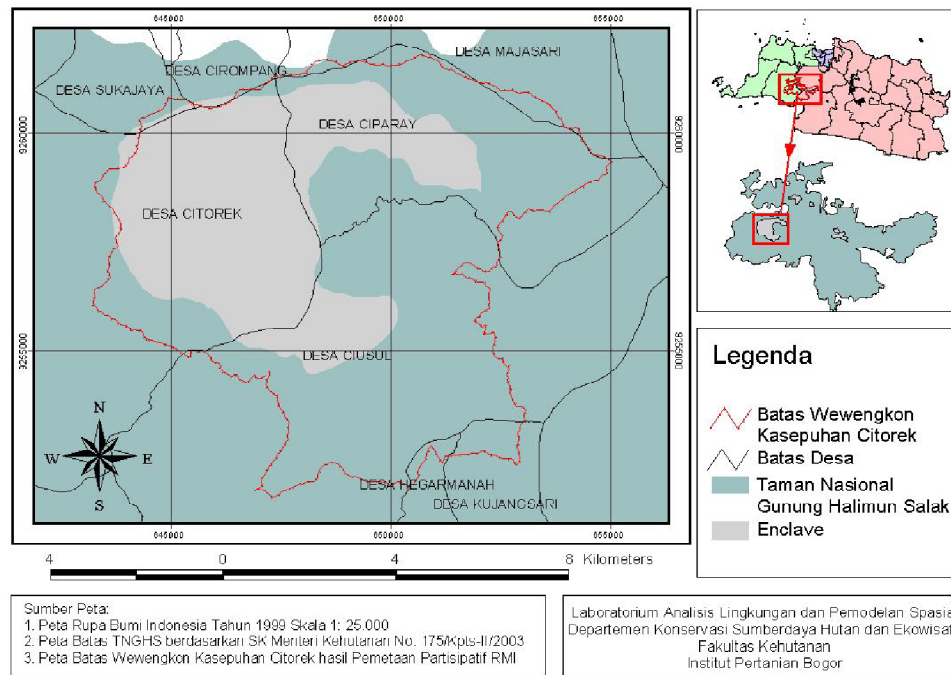 645000
650000
655000
DESA MAJASARI
DESA CIROMPANG
DESA SUKAJAYA
DESA CIPARAY
9260000
9260000
DESA CITOREK
DESA CIUSUL
9255000
9255000
N
W
E
S
DESA HEGARMANAH
DESA KUJANGSARI
645000
650000
655000
4
0
4
8
Kilometers
Legenda
Batas Wewengkon
Kasepuhan Citorek
Batas Desa
Taman Nasional
Gunung Halimun Salak
Enclave
Sumber Peta:
1. Peta Rupa Bumi Indonesia Tahun 1999 Skala 1: 25.000
2. Peta Batas TNGHS berdasarkan SK Menteri Kehutanan No. 175/Kpts-II/2003
3. Peta Batas Wewengkon Kasepuhan Citorek hasil Pemetaan Partisipatif RMI
Laboratorium Analisis Lingkungan dan Pemodelan Spasia
Departemen Konservasi Sumberdaya Hutan dan Ekowisat
Fakultas Kehutanan
Institut Pertanian Bogor